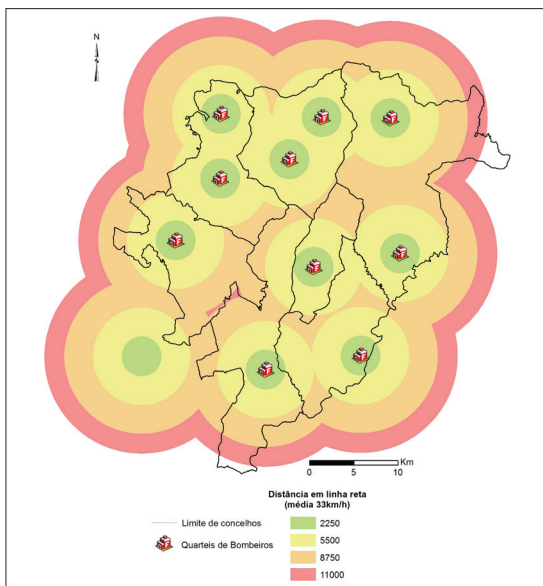 N
Km
0 5 10
Distância em linha reta
(média 33km/h)
Limite de concelhos
Quarteis de Bombeiros
2250
5500
8750
11000